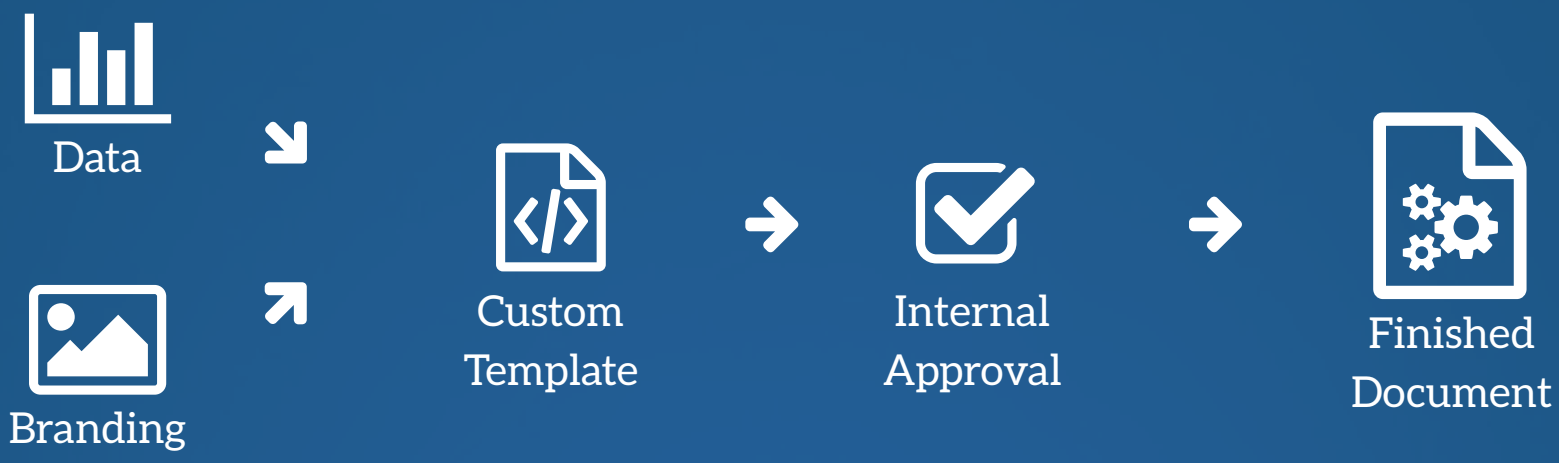 Data
Branding
Custom
Template
Internal
Approval
Finished
Document